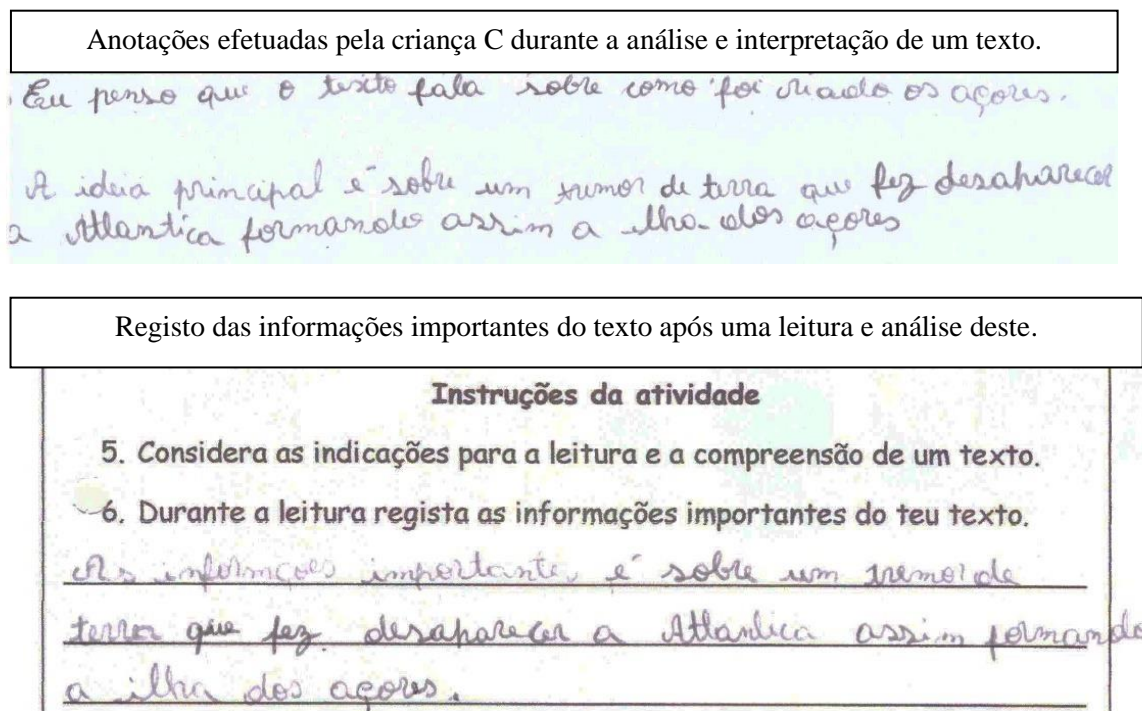 Anotações efetuadas pela criança C durante a análise e interpretação de um texto.
Eu penso que o texto fala sobre como foi criado os açores.
A ideia principal é sobre um tremor de terra que fez desaparecer
a Atlantica formando assim a ilha dos açores
Registo das informações importantes do texto após uma leitura e análise deste.
Instruções da atividade
5. Considera as indicações para a leitura e a compreensão de um texto.
6. Durante a leitura regista as informações importantes do teu texto.
As informçoes importante, é sobre um tremor de
terra que fez desaparecer a Atlantica assim formando
a ilha dos açores.